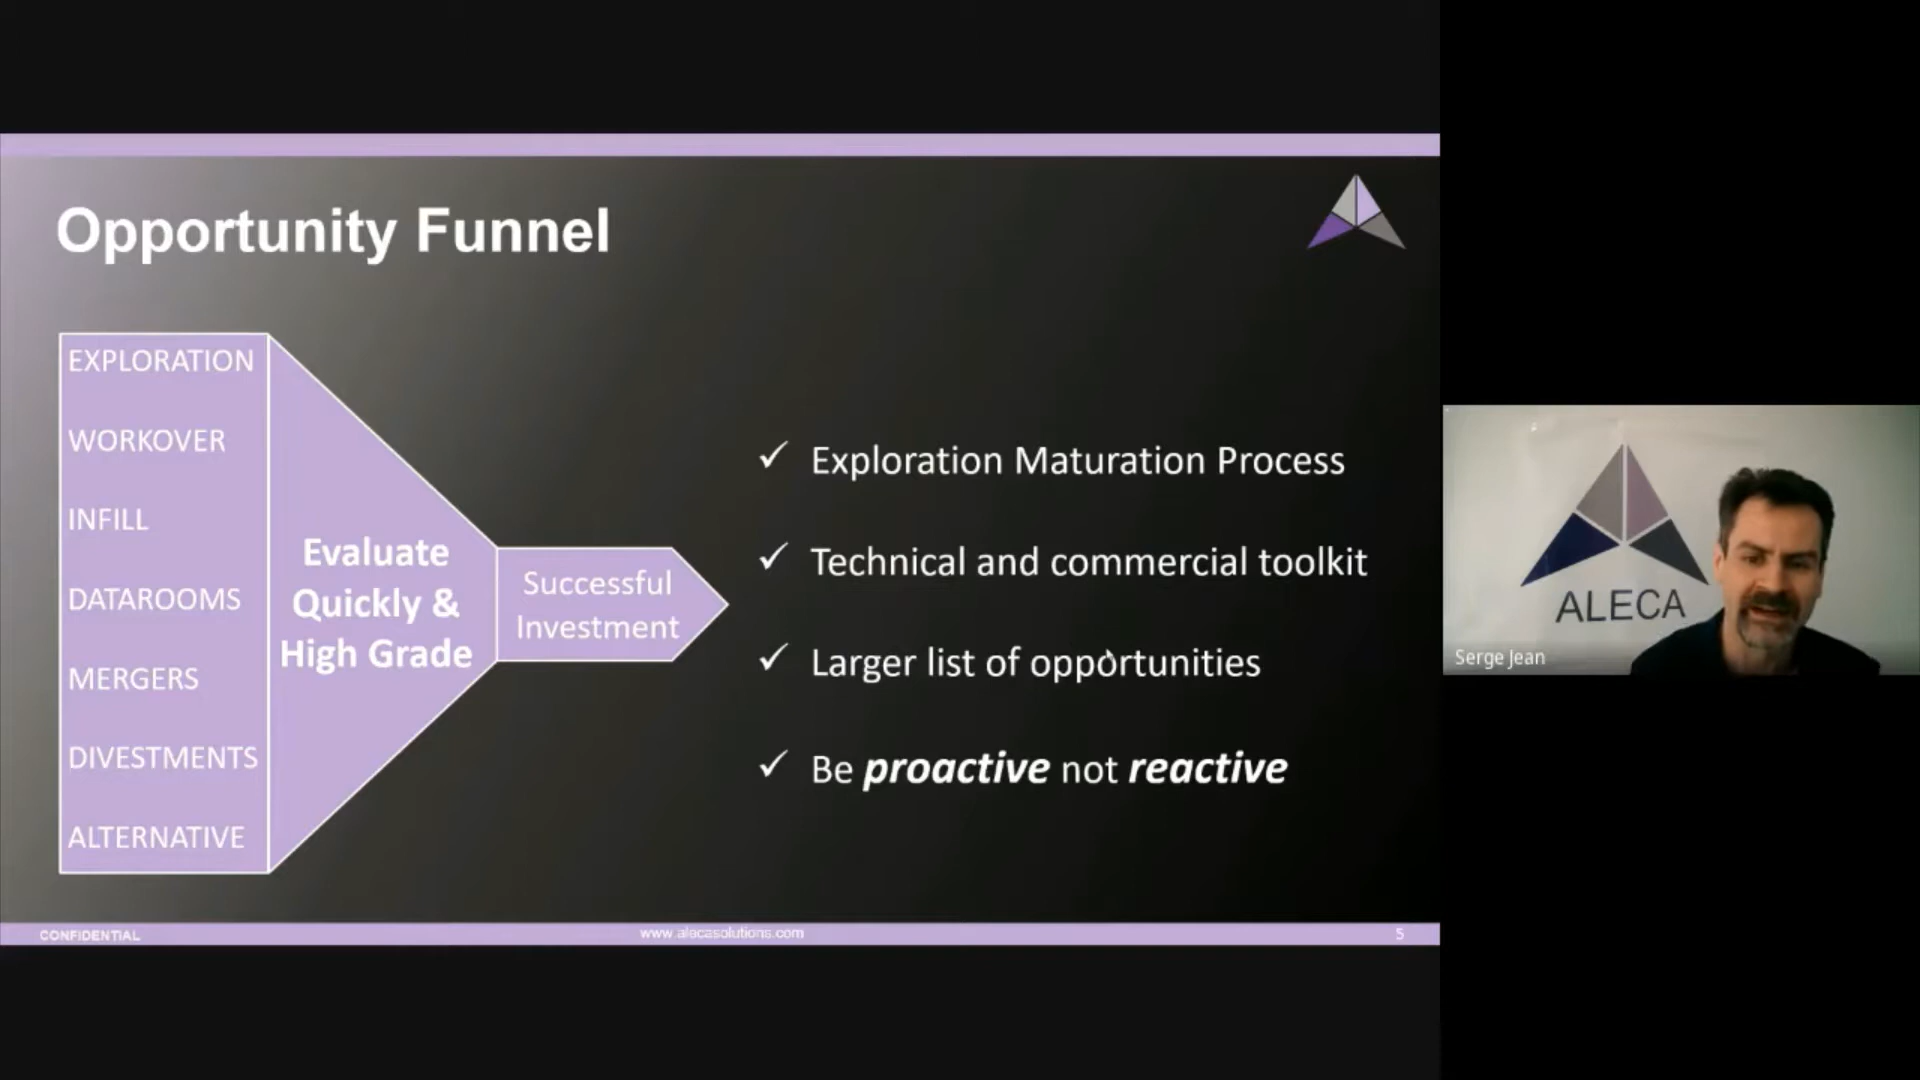 Opportunity Funnel
EXPLORATION
WORKOVER
INFILL
DATAROOMS
MERGERS
DIVESTMENTS
ALTERNATIVE
Evaluate
Quickly &
High Grade
Successful
Investment
✓ Exploration Maturation Process
✓ Technical and commercial toolkit
✓ Larger list of opportunities
✓ Be proactive not reactive
CONFIDENTIAL
www.alecasolutions.com
5
ALECA
Serge Jean